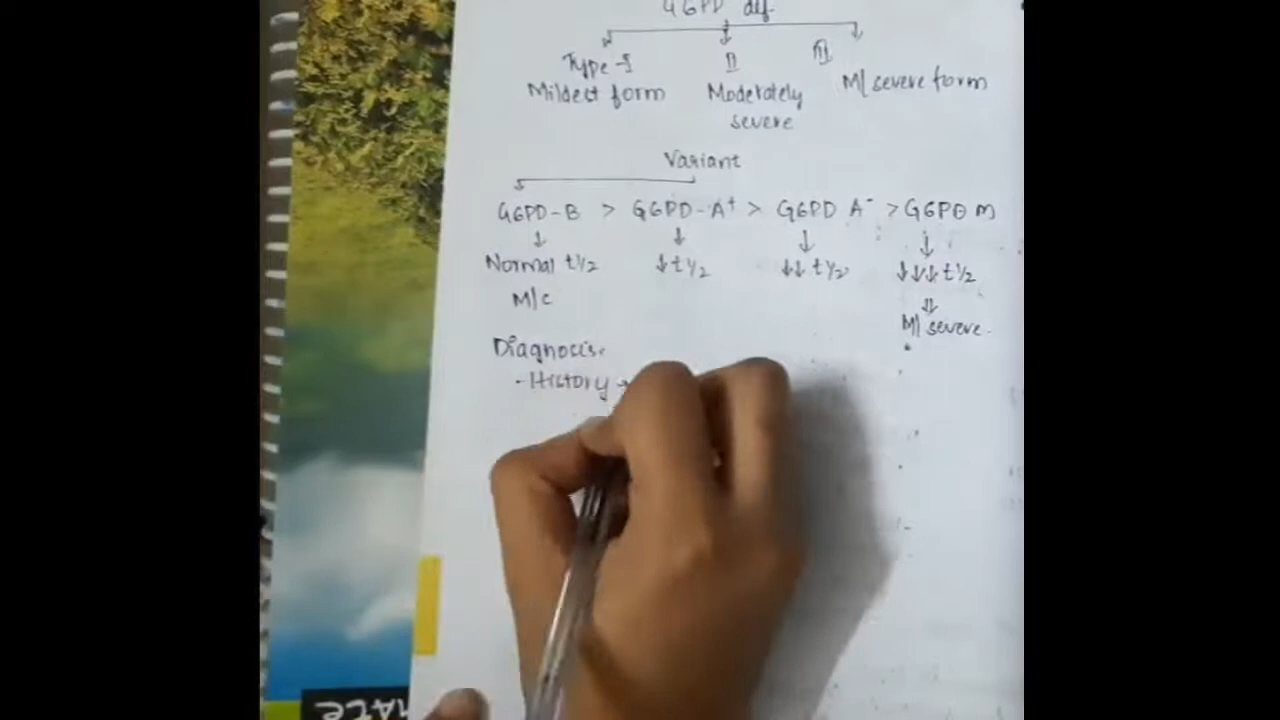 G6PD def
Type-I II III
Mildest form Moderately severe M/severe form
Variant
G6PD-B > G6PD-A⁺ > G6PD A⁻ > G6PD M
↓ ↓ ↓ ↓
Normal t½ ↓t½ ↓↓ t½ ↓↓↓ t½
M/c ⇓
M/severe.
Diagnosis.
- History →